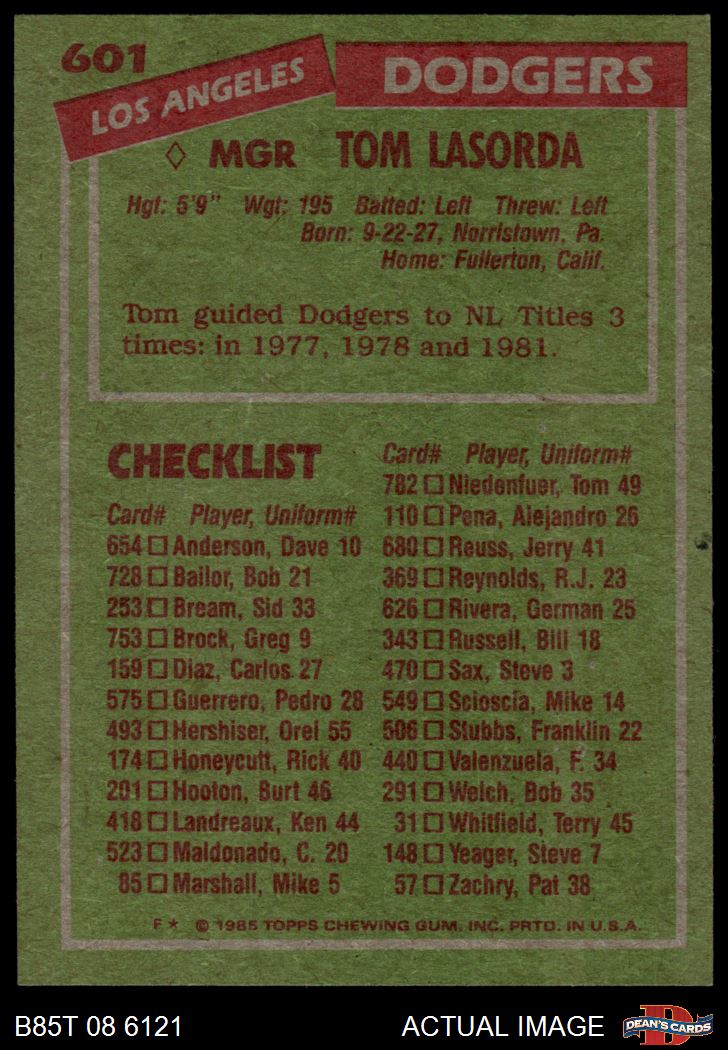 601
LOS ANGELES DODGERS
MGR TOM LASORDA
Hgt: 5'9" Wgt: 195 Batted: Left Threw: Left
Born: 9-22-27, Norristown, Pa.
Home: Fullerton, Calif.
Tom guided Dodgers to NL Titles 3
times: in 1977, 1978 and 1981.
CHECKLIST
Card# Player, Uniform#
654 □ Anderson, Dave 10
728 □ Bailor, Bob 21
253 □ Bream, Sid 33
753 □ Brock, Greg 9
159 □ Diaz, Carlos 27
575 □ Guerrero, Pedro 28
493 □ Hershiser, Orel 55
174 □ Honeycutt, Rick 40
201 □ Hooton, Burt 46
418 □ Landreaux, Ken 44
523 □ Maldonado, C. 20
85 □ Marshall, Mike 5
Card# Player, Uniform#
782 □ Niedenfuer, Tom 49
110 □ Pena, Alejandro 26
680 □ Reuss, Jerry 41
369 □ Reynolds, R.J. 23
626 □ Rivera, German 25
343 □ Russell, Bill 18
470 □ Sax, Steve 3
549 □ Scioscia, Mike 14
506 □ Stubbs, Franklin 22
440 □ Valenzuela, F. 34
291 □ Welch, Bob 35
31 □ Whitfield, Terry 45
148 □ Yeager, Steve 7
57 □ Zachry, Pat 38
F★ © 1985 TOPPS CHEWING GUM, INC. PRTD. IN U.S.A.
B85T 08 6121
ACTUAL IMAGE
D
DEAN'S CARDS